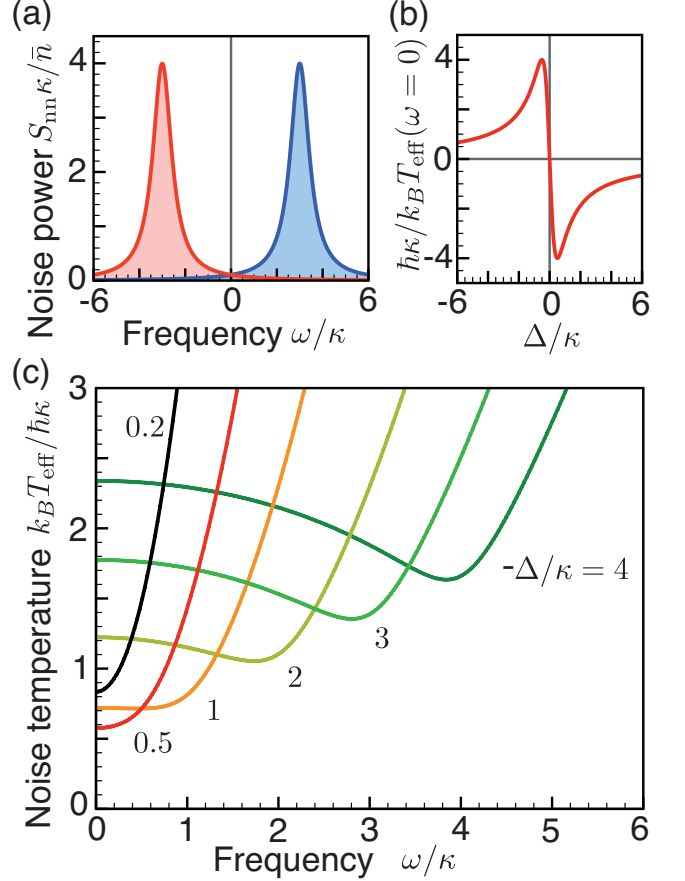 (a)
Noise power S_nn κ/n̄
4
2
0
-6
0
6
Frequency ω/κ
(b)
ħκ/k_B T_eff(ω = 0)
4
0
-4
-6
0
6
Δ/κ
(c)
Noise temperature k_B T_eff/ħκ
3
2
1
0
0.2
0.5
1
2
3
-Δ/κ = 4
0
1
2
3
4
5
6
Frequency ω/κ